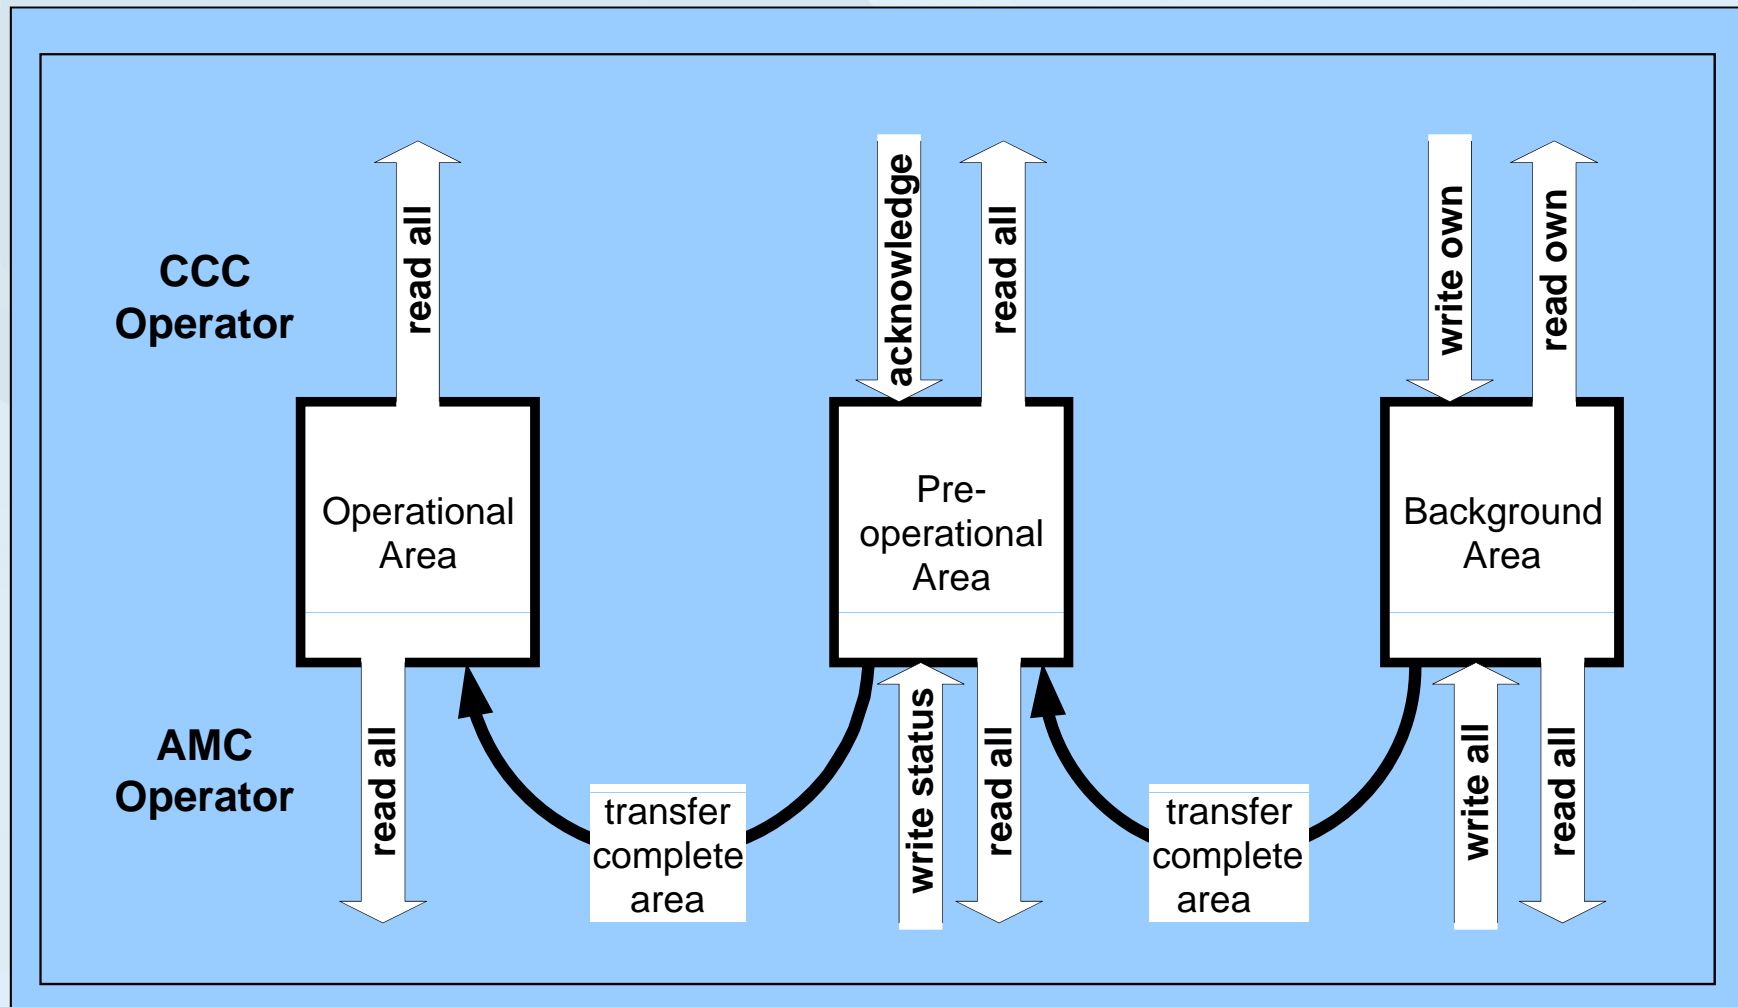 read all
acknowledge
read all
write own
read own
CCC
Operator
Operational
Area
Pre-
operational
Area
Background
Area
AMC
Operator
read all
transfer
complete
area
write status
read all
transfer
complete
area
write all
read all